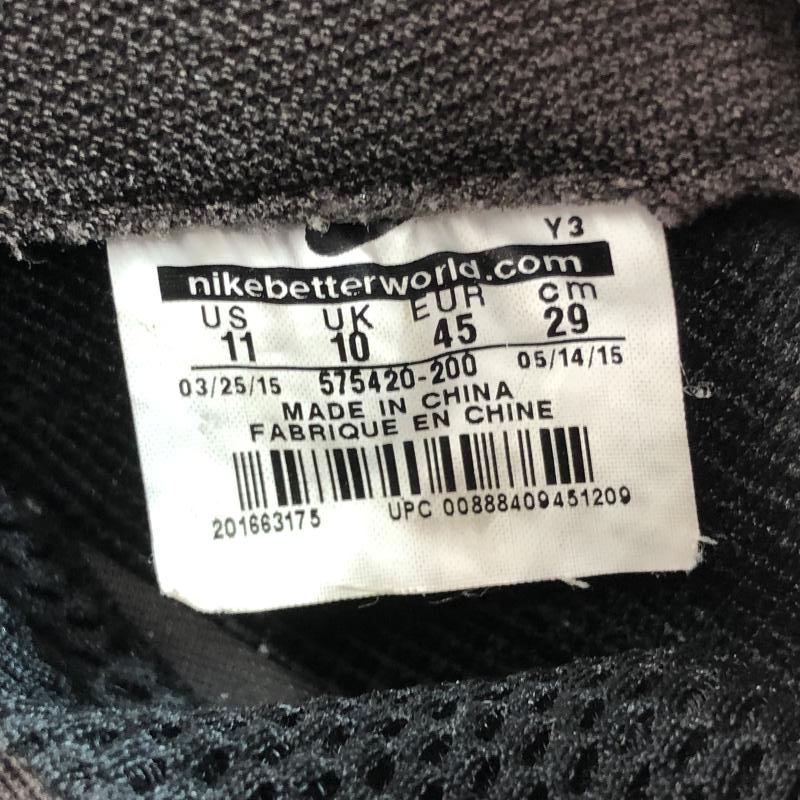 Y3
nikebetterworld.com
US UK EUR cm
11 10 45 29
03/25/15 575420-200 05/14/15
MADE IN CHINA
FABRIQUE EN CHINE
201663175 UPC 00888409451209